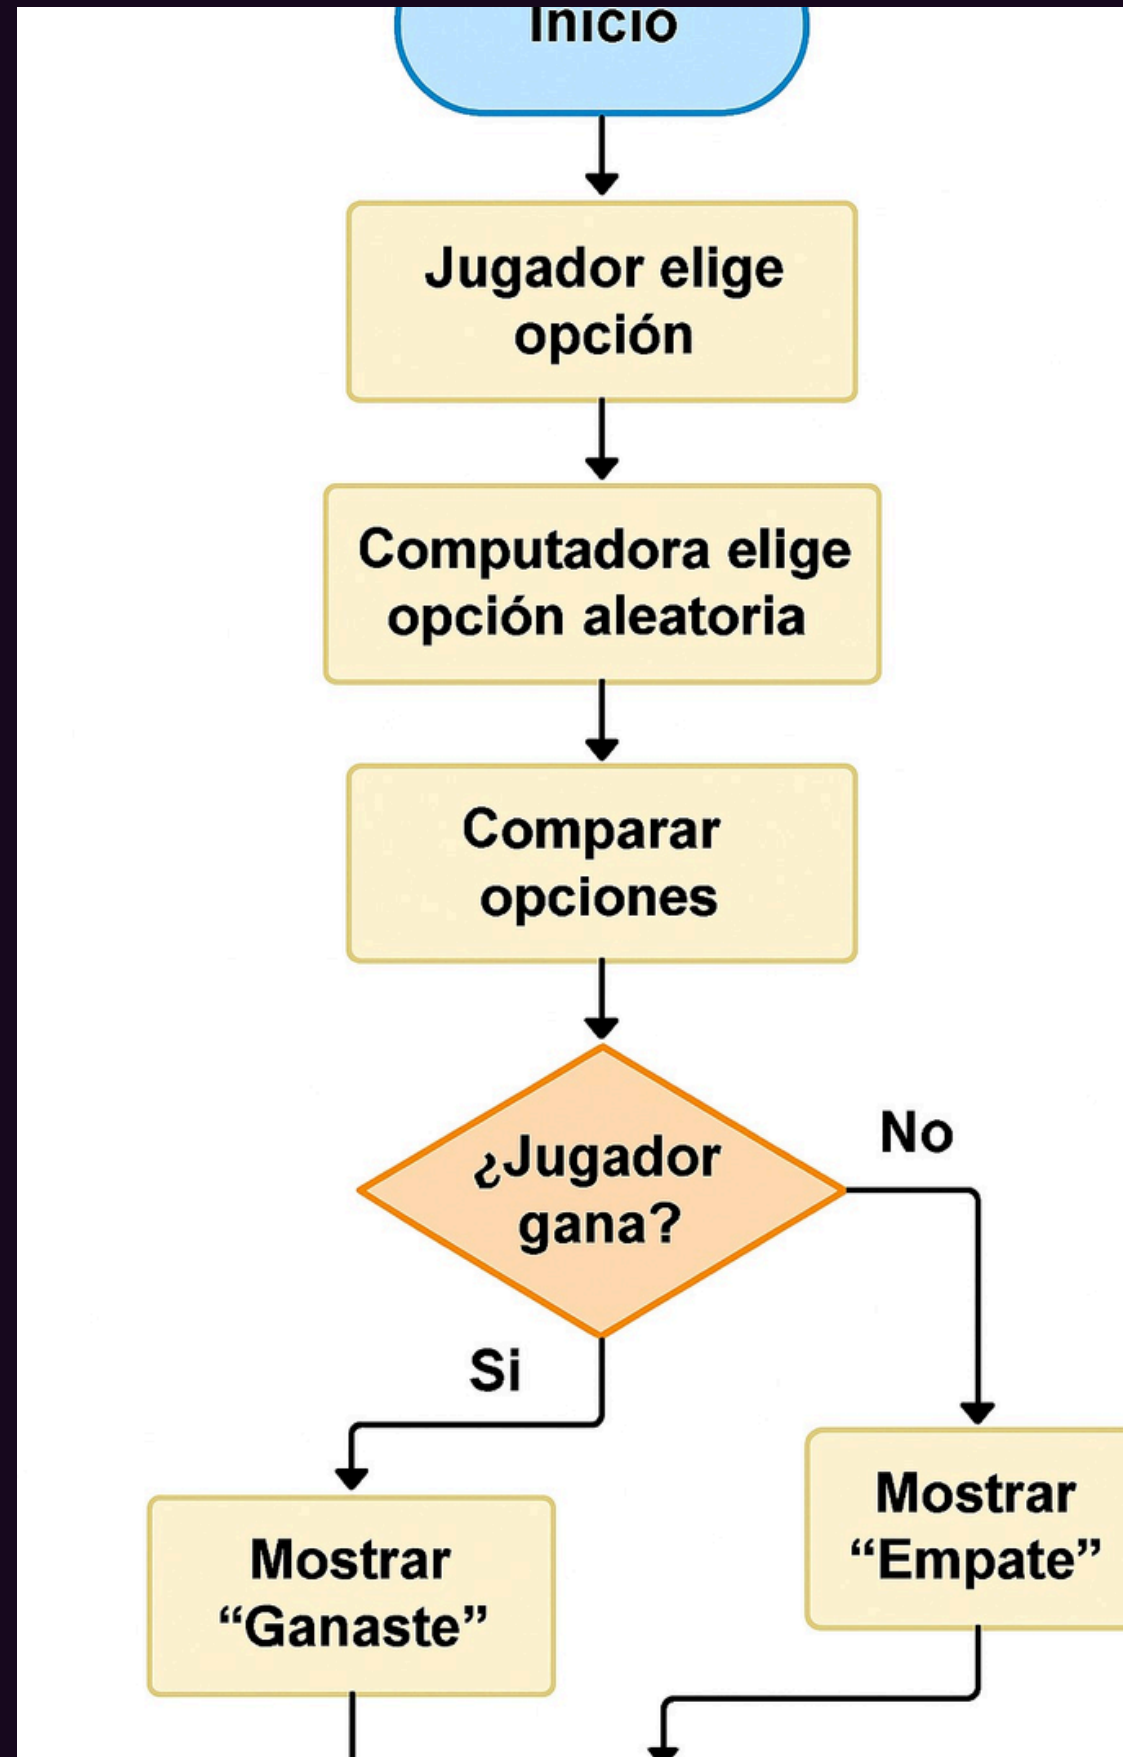 Inicio
Jugador elige
opción
Computadora elige
opción aleatoria
Comparar
opciones
¿Jugador
gana?
No
Si
Mostrar
“Empate”
Mostrar
“Ganaste”